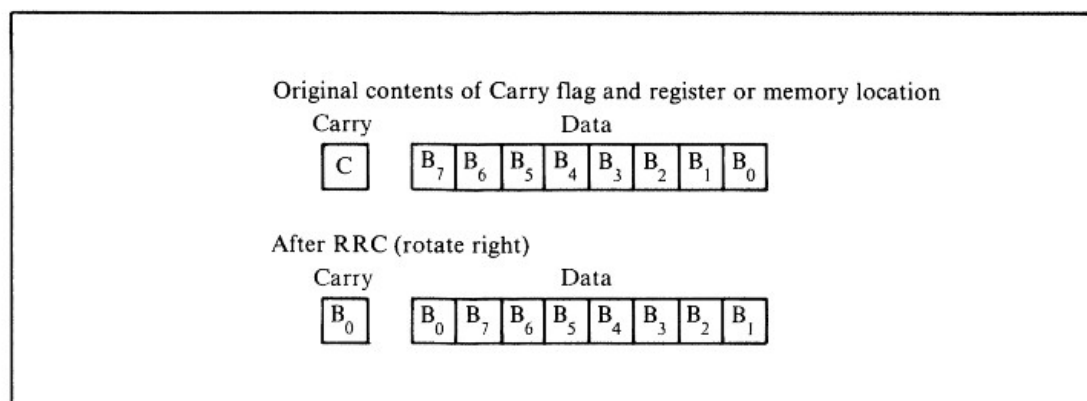 Original contents of Carry flag and register or memory location
Carry Data
C B₇ B₆ B₅ B₄ B₃ B₂ B₁ B₀
After RRC (rotate right)
Carry Data
B₀ B₀ B₇ B₆ B₅ B₄ B₃ B₂ B₁